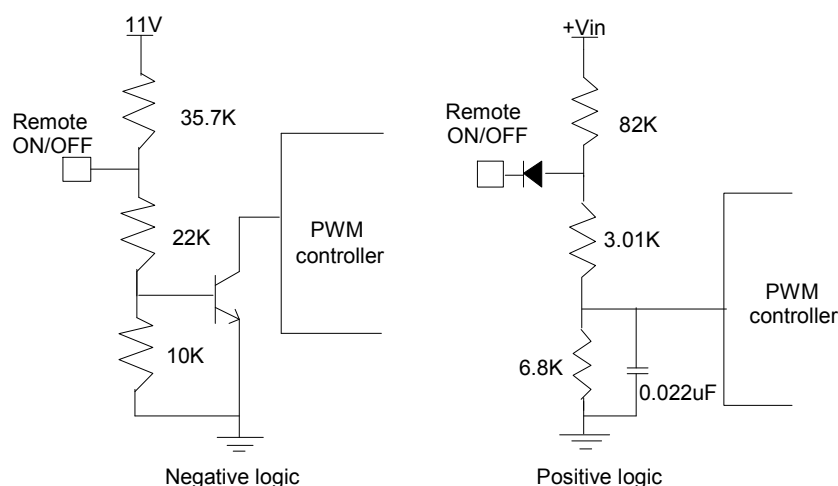 11V
35.7K
Remote
ON/OFF
22K
PWM
controller
10K
Negative logic
+Vin
Remote
ON/OFF
82K
3.01K
PWM
controller
6.8K
0.022uF
Positive logic